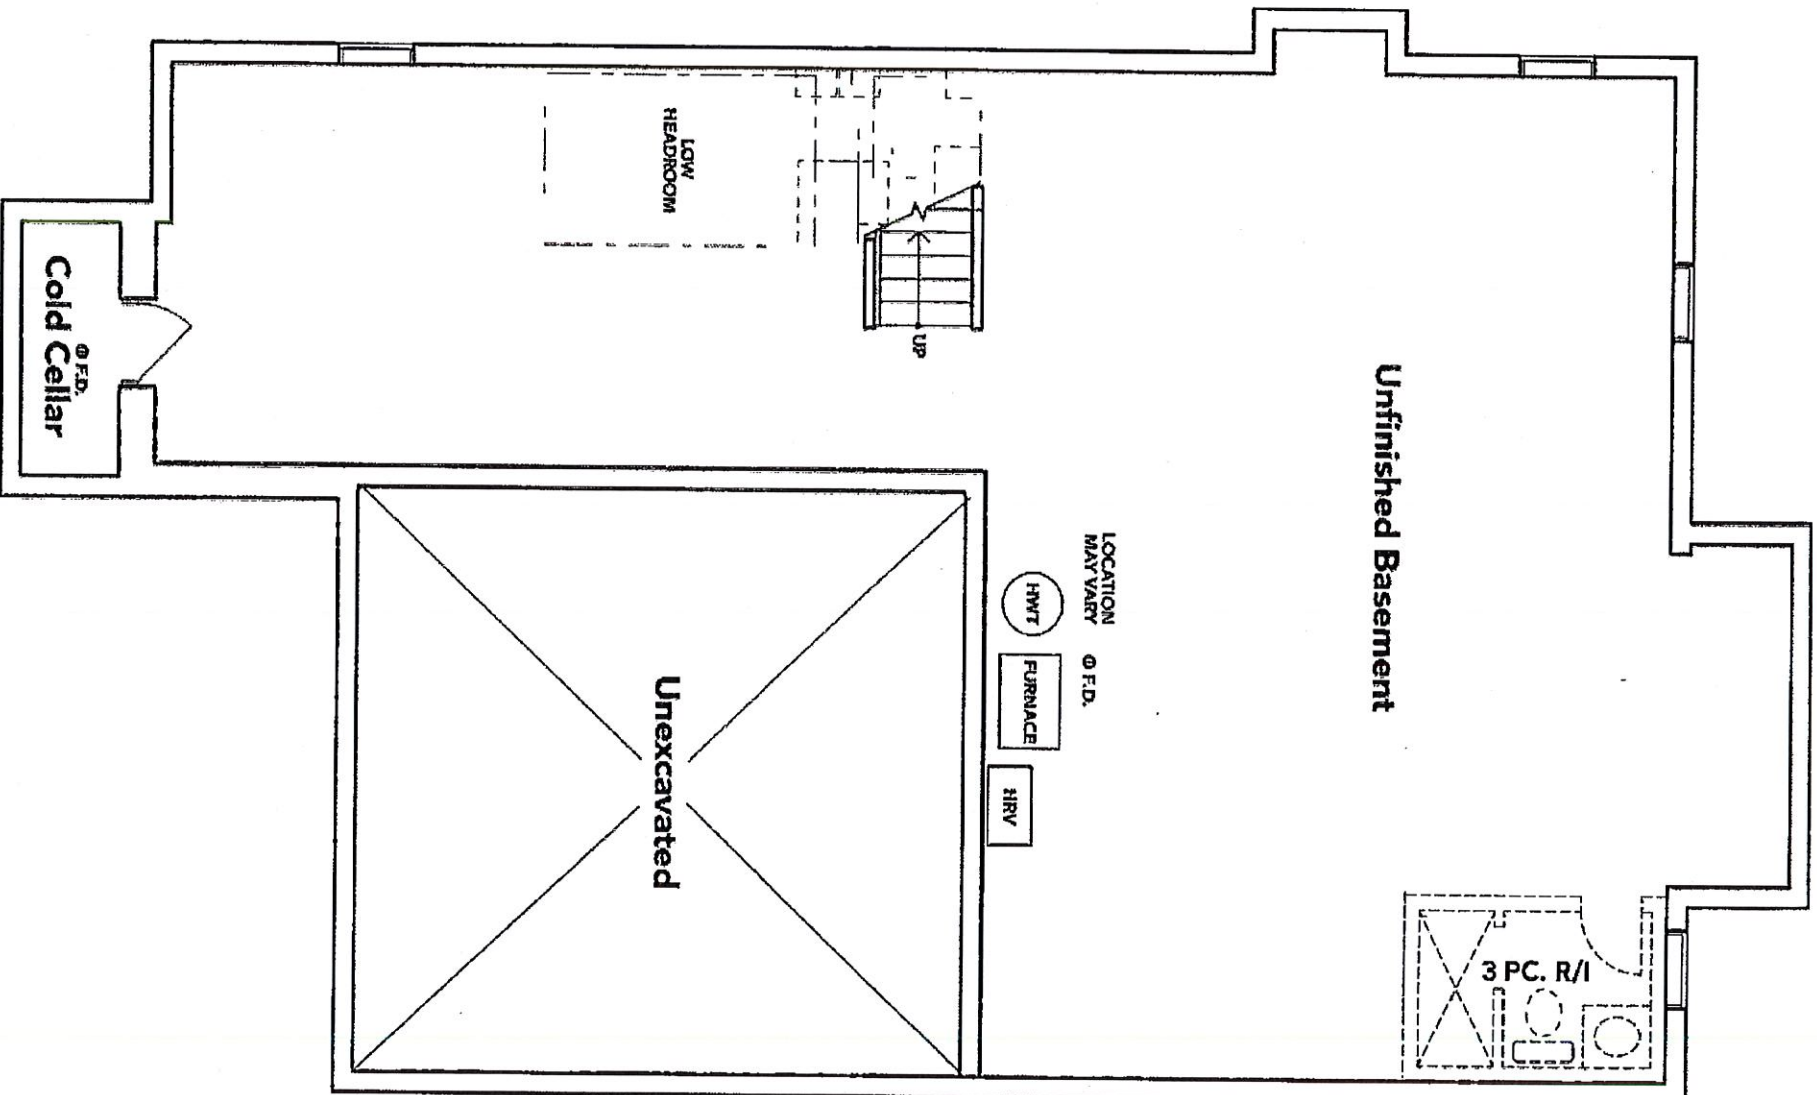 LOW
HEADROOM
UP
Cold Cellar
F.D.
Unfinished Basement
LOCATION
MAY VARY
HWT
F.D.
FURNACE
HRV
Unexcavated
3 PC. R/I